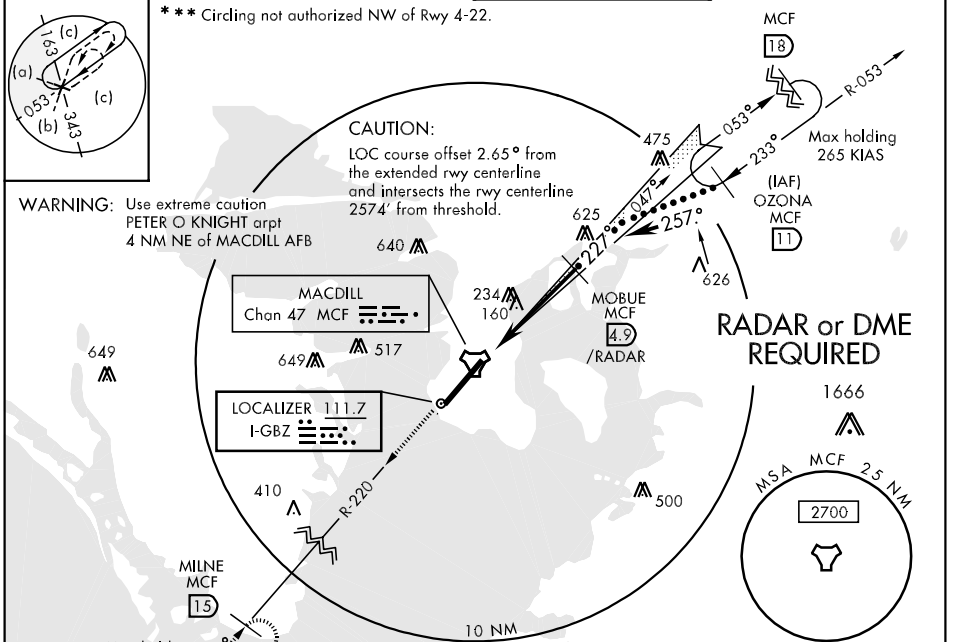 *** Circling not authorized NW of Rwy 4-22.
163
(c)
(a)
(c)
053
(b)
343
MCF
18
R-053
053°
Max holding
265 KIAS
233°
CAUTION:
LOC course offset 2.65° from
the extended rwy centerline
and intersects the rwy centerline
2574' from threshold.
475
047°
(IAF)
OZONA
MCF
11
WARNING: Use extreme caution
PETER O KNIGHT arpt
4 NM NE of MACDILL AFB
625
227°
257°
640
626
MACDILL
Chan 47 MCF
234
160
MOBUE
MCF
4.9
/RADAR
RADAR or DME
REQUIRED
649
649
517
LOCALIZER 111.7
I-GBZ
1666
MSA MCF 25 NM
2700
410
R-220
500
MILNE
MCF
15
10 NM